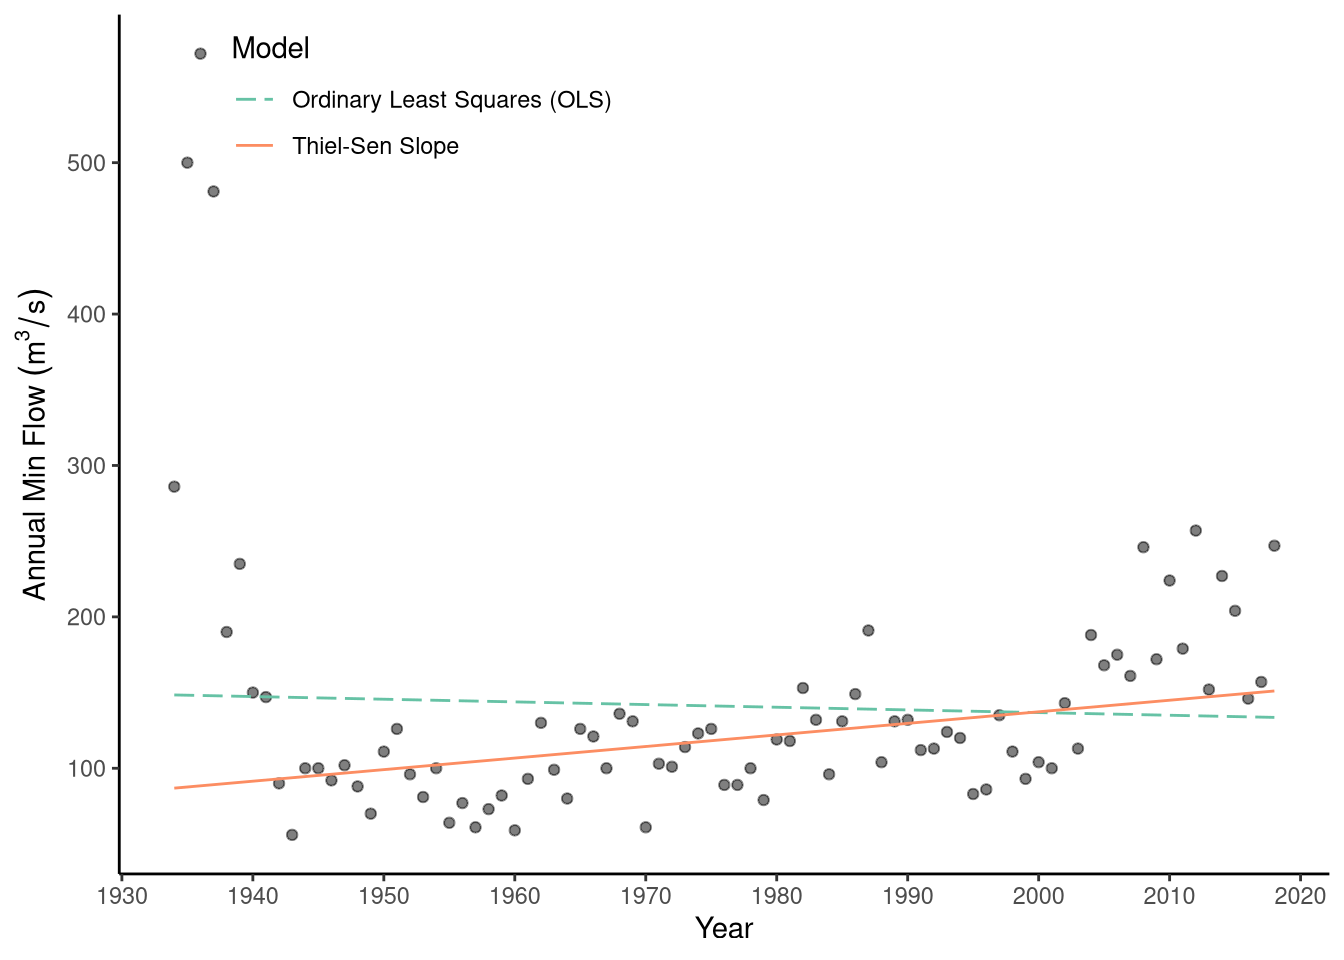 Model
Ordinary Least Squares (OLS)
Thiel-Sen Slope
500
400
300
200
100
Annual Min Flow (m³/s)
1930 1940 1950 1960 1970 1980 1990 2000 2010 2020
Year